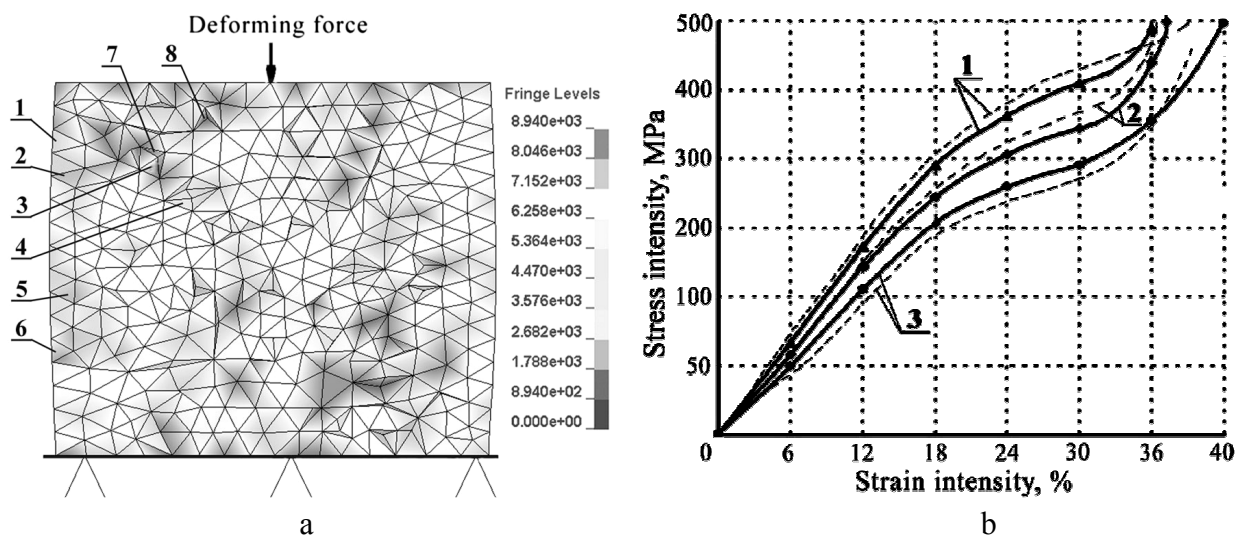 Deforming force
7
8
1
2
3
4
5
6
Fringe Levels
8.940e+03
8.046e+03
7.152e+03
6.258e+03
5.364e+03
4.470e+03
3.576e+03
2.682e+03
1.788e+03
8.940e+02
0.000e+00
a
Stress intensity, MPa
500
400
300
200
100
50
0
6
12
18
24
30
36
40
1
2
3
Strain intensity, %
b